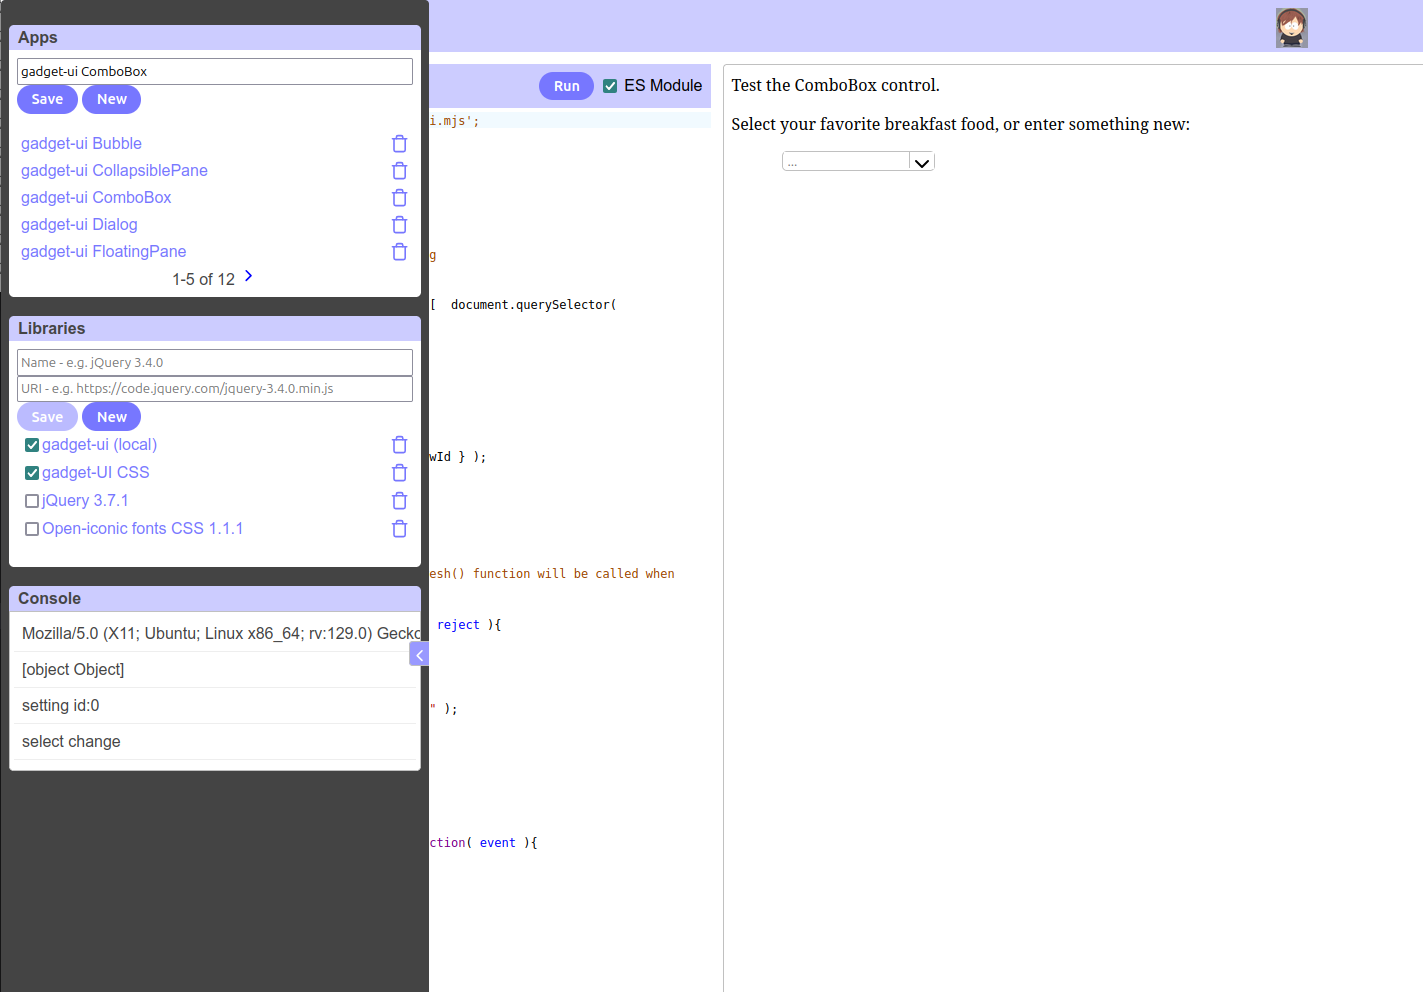 Apps
gadget-ui ComboBox
Save New
gadget-ui Bubble
gadget-ui CollapsiblePane
gadget-ui ComboBox
gadget-ui Dialog
gadget-ui FloatingPane
1-5 of 12
Libraries
Name - e.g. jQuery 3.4.0
URI - e.g. https://code.jquery.com/jquery-3.4.0.min.js
Save New
gadget-ui (local)
gadget-UI CSS
jQuery 3.7.1
Open-iconic fonts CSS 1.1.1
Console
Mozilla/5.0 (X11; Ubuntu; Linux x86_64; rv:129.0) Gecko
[object Object]
setting id:0
select change
Run ES Module
i.mjs';
g
[ document.querySelector(
wId } );
esh() function will be called when
reject ){
" );
ction( event ){
Test the ComboBox control.
Select your favorite breakfast food, or enter something new:
...